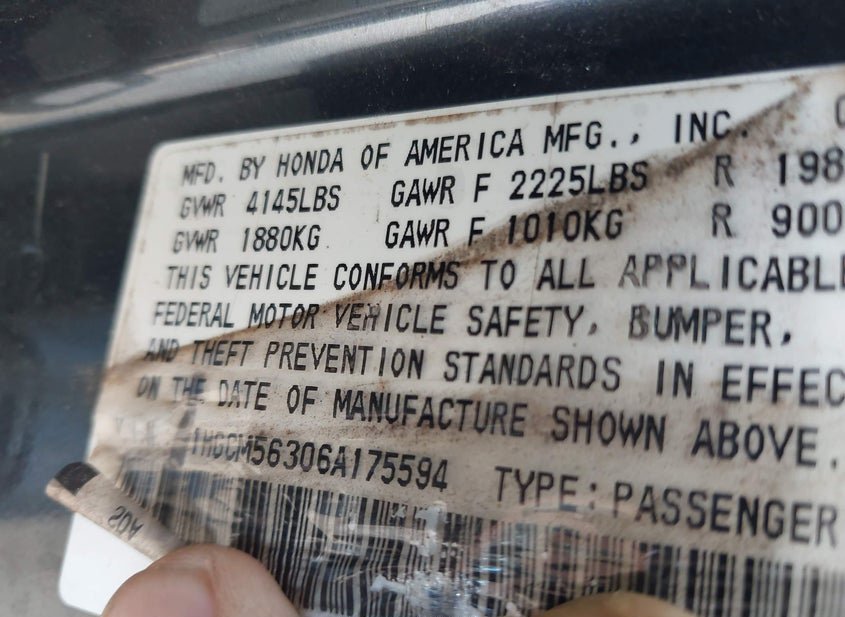 MFD. BY HONDA OF AMERICA MFG., INC.
GVWR 4145LBS GAWR F 2225LBS R 198
GVWR 1880KG GAWR F 1010KG R 900
THIS VEHICLE CONFORMS TO ALL APPLICABLE
FEDERAL MOTOR VEHICLE SAFETY, BUMPER,
AND THEFT PREVENTION STANDARDS IN EFFEC
ON THE DATE OF MANUFACTURE SHOWN ABOVE.
1HGCM56306A175594 TYPE: PASSENGER